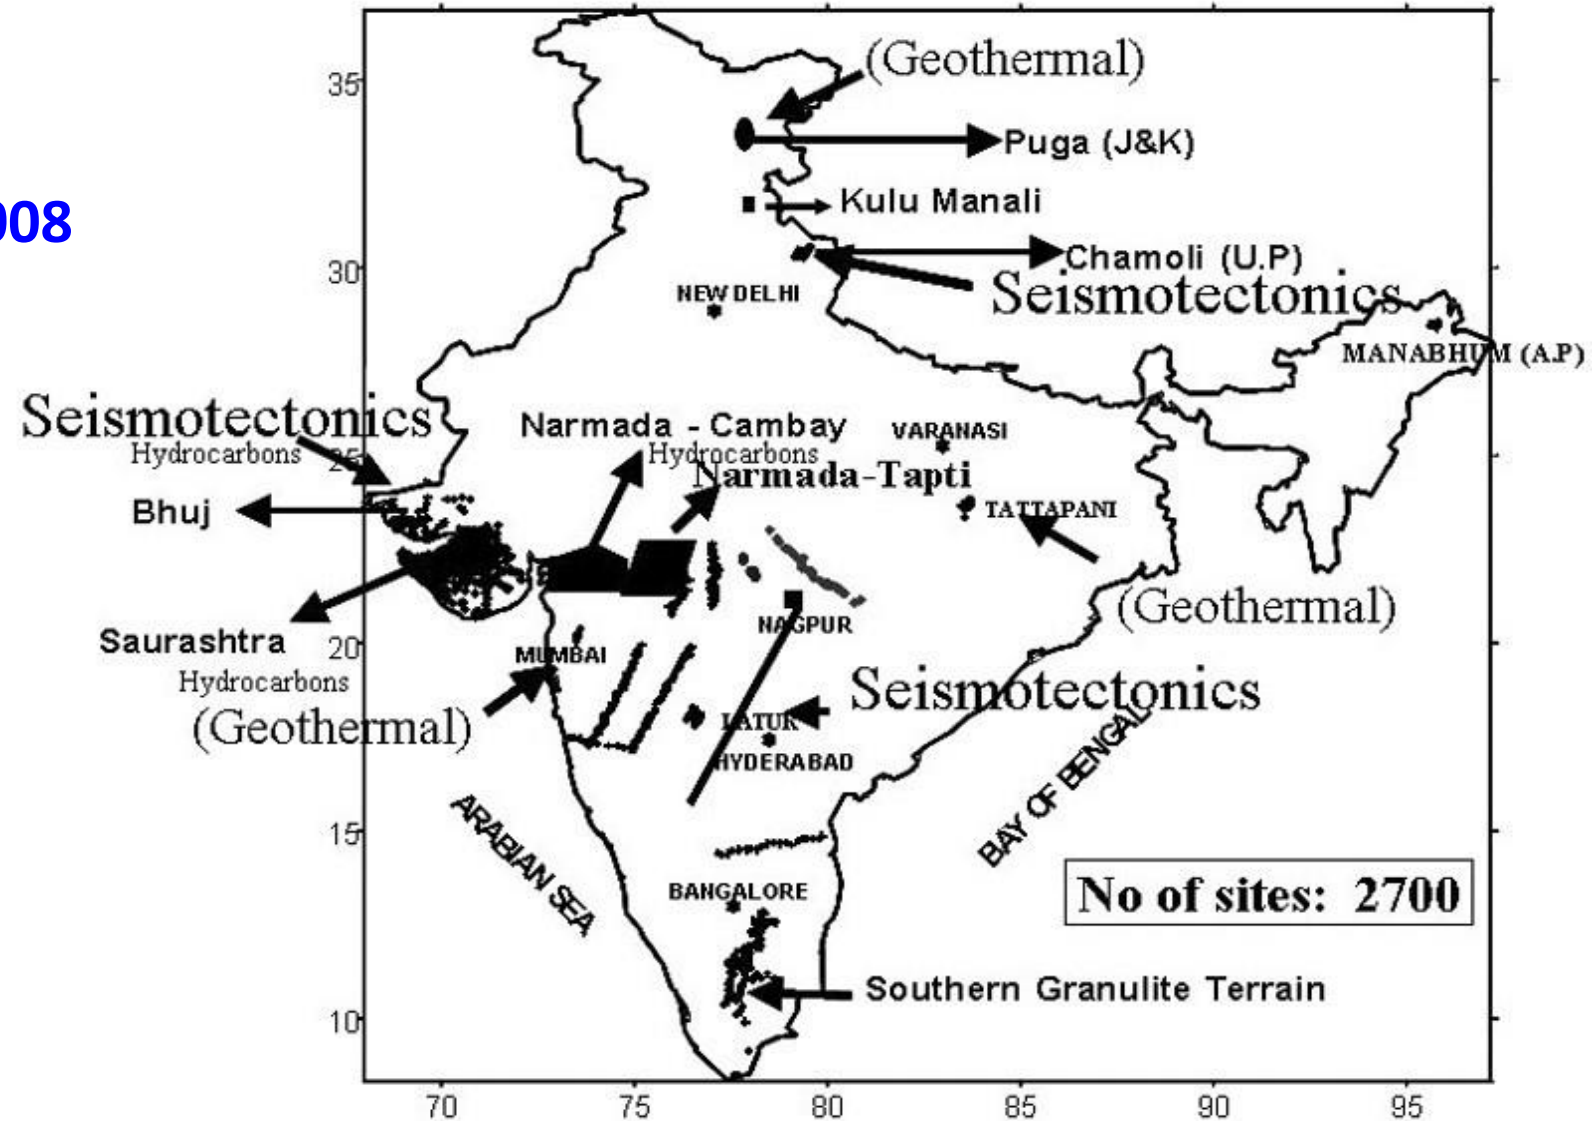 (Geothermal)
35
Puga (J&K)
Kulu Manali
008
Chamoli (U.P)
30
Seismotectonics
NEW DELHI
MANABHUM (A.P)
Seismotectonics
Narmada - Cambay
VARANASI
Hydrocarbons
25
Hydrocarbons
Narmada-Tapti
Bhuj
TATTAPANI
(Geothermal)
NAGPUR
Saurashtra
20
MUMBAI
Hydrocarbons
Seismotectonics
(Geothermal)
LATUR
HYDERABAD
BAY OF BENGAL
ARABIAN SEA
15
BANGALORE
No of sites: 2700
Southern Granulite Terrain
10
70 75 80 85 90 95